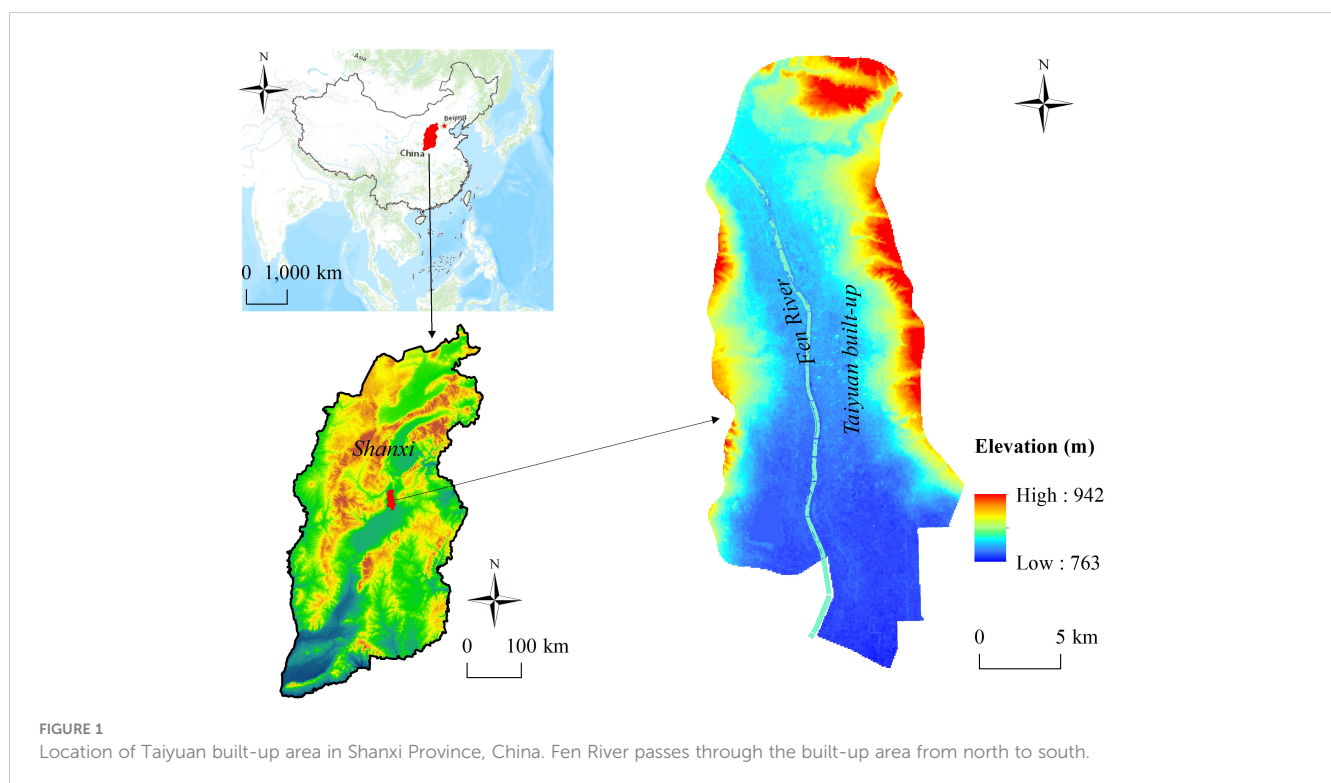 N
Asia
Beijing
China
0 1,000 km
Shanxi
N
0 100 km
N
Fen River
Taiyuan built-up
Elevation (m)
High : 942
Low : 763
0 5 km
FIGURE 1
Location of Taiyuan built-up area in Shanxi Province, China. Fen River passes through the built-up area from north to south.